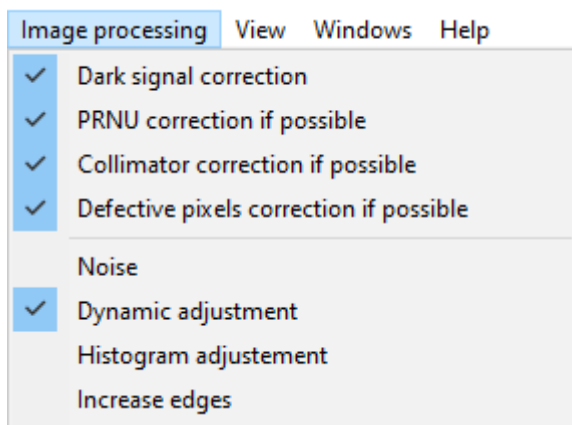 Image processing View Windows Help
Dark signal correction
PRNU correction if possible
Collimator correction if possible
Defective pixels correction if possible
Noise
Dynamic adjustment
Histogram adjustement
Increase edges